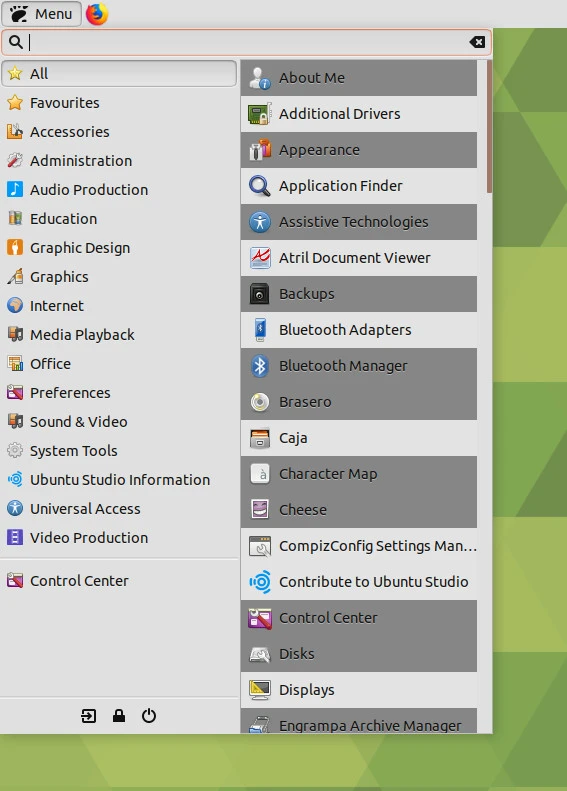 Menu
All
Favourites
Accessories
Administration
Audio Production
Education
Graphic Design
Graphics
Internet
Media Playback
Office
Preferences
Sound & Video
System Tools
Ubuntu Studio Information
Universal Access
Video Production
Control Center
About Me
Additional Drivers
Appearance
Application Finder
Assistive Technologies
Atril Document Viewer
Backups
Bluetooth Adapters
Bluetooth Manager
Brasero
Caja
Character Map
Cheese
CompizConfig Settings Man...
Contribute to Ubuntu Studio
Control Center
Disks
Displays
Engrampa Archive Manager